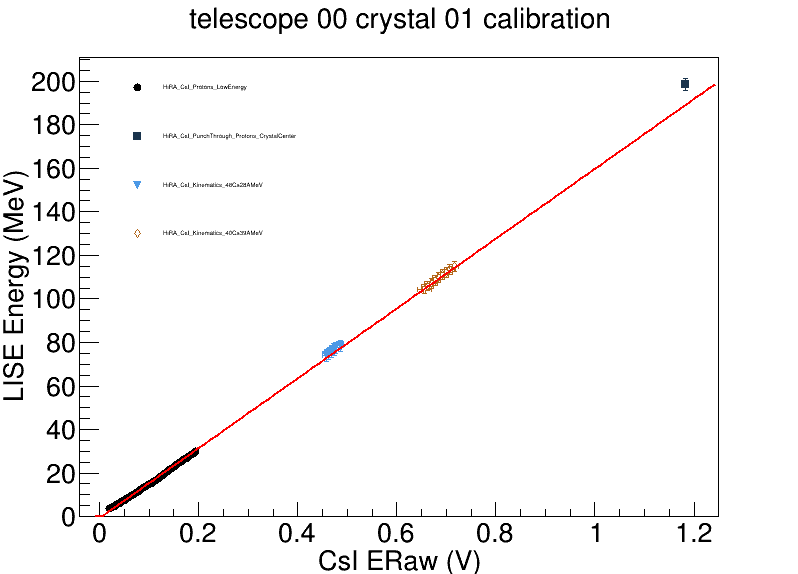 telescope 00 crystal 01 calibration
LISE Energy (MeV)
200
180
160
140
120
100
80
60
40
20
0
HiRA_CsI_Protons_LowEnergy
HiRA_CsI_PunchThrough_Protons_CrystalCenter
HiRA_CsI_Kinematics_48Ca28AMeV
HiRA_CsI_Kinematics_40Ca39AMeV
0 0.2 0.4 0.6 0.8 1 1.2
CsI ERaw (V)